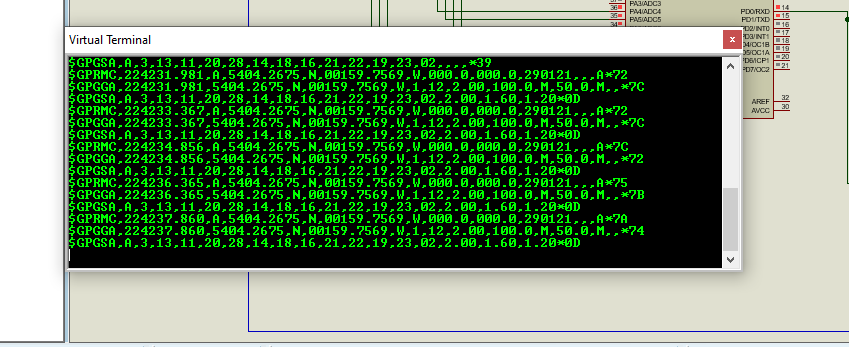 PA3/ADC3
36 PA4/ADC4
35 PA5/ADC5
34
PD0/RXD 14
PD1/TXD 15
PD2/INT0 16
PD3/INT1 17
PD4/OC1B 18
PD5/OC1A 19
PD6/ICP1 20
PD7/OC2 21
AREF 32
AVCC 30
Virtual Terminal
$GPGSA,A,3,13,11,20,28,14,18,16,21,22,19,23,02,,,,*39
$GPRMC,224231.981,A,5404.2675,N,00159.7569,W,000.0,000.0,290121,,,A*72
$GPGGA,224231.981,5404.2675,N,00159.7569,W,1,12,2.00,100.0,M,50.0,M,,*7C
$GPGSA,A,3,13,11,20,28,14,18,16,21,22,19,23,02,2.00,1.60,1.20*0D
$GPRMC,224233.367,A,5404.2675,N,00159.7569,W,000.0,000.0,290121,,,A*72
$GPGGA,224233.367,5404.2675,N,00159.7569,W,1,12,2.00,100.0,M,50.0,M,,*7C
$GPGSA,A,3,13,11,20,28,14,18,16,21,22,19,23,02,2.00,1.60,1.20*0D
$GPRMC,224234.856,A,5404.2675,N,00159.7569,W,000.0,000.0,290121,,,A*7C
$GPGGA,224234.856,5404.2675,N,00159.7569,W,1,12,2.00,100.0,M,50.0,M,,*72
$GPGSA,A,3,13,11,20,28,14,18,16,21,22,19,23,02,2.00,1.60,1.20*0D
$GPRMC,224236.365,A,5404.2675,N,00159.7569,W,000.0,000.0,290121,,,A*75
$GPGGA,224236.365,5404.2675,N,00159.7569,W,1,12,2.00,100.0,M,50.0,M,,*7B
$GPGSA,A,3,13,11,20,28,14,18,16,21,22,19,23,02,2.00,1.60,1.20*0D
$GPRMC,224237.860,A,5404.2675,N,00159.7569,W,000.0,000.0,290121,,,A*7A
$GPGGA,224237.860,5404.2675,N,00159.7569,W,1,12,2.00,100.0,M,50.0,M,,*74
$GPGSA,A,3,13,11,20,28,14,18,16,21,22,19,23,02,2.00,1.60,1.20*0D